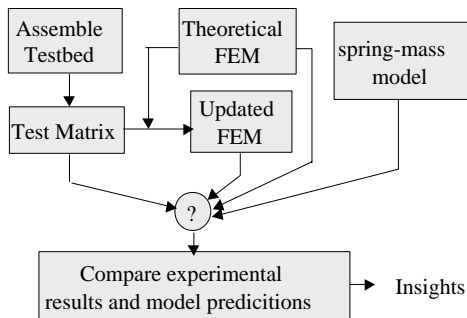 Assemble
Testbed
Theoretical
FEM
spring-mass
model
Test Matrix
Updated
FEM
?
Compare experimental
results and model predicitions
Insights